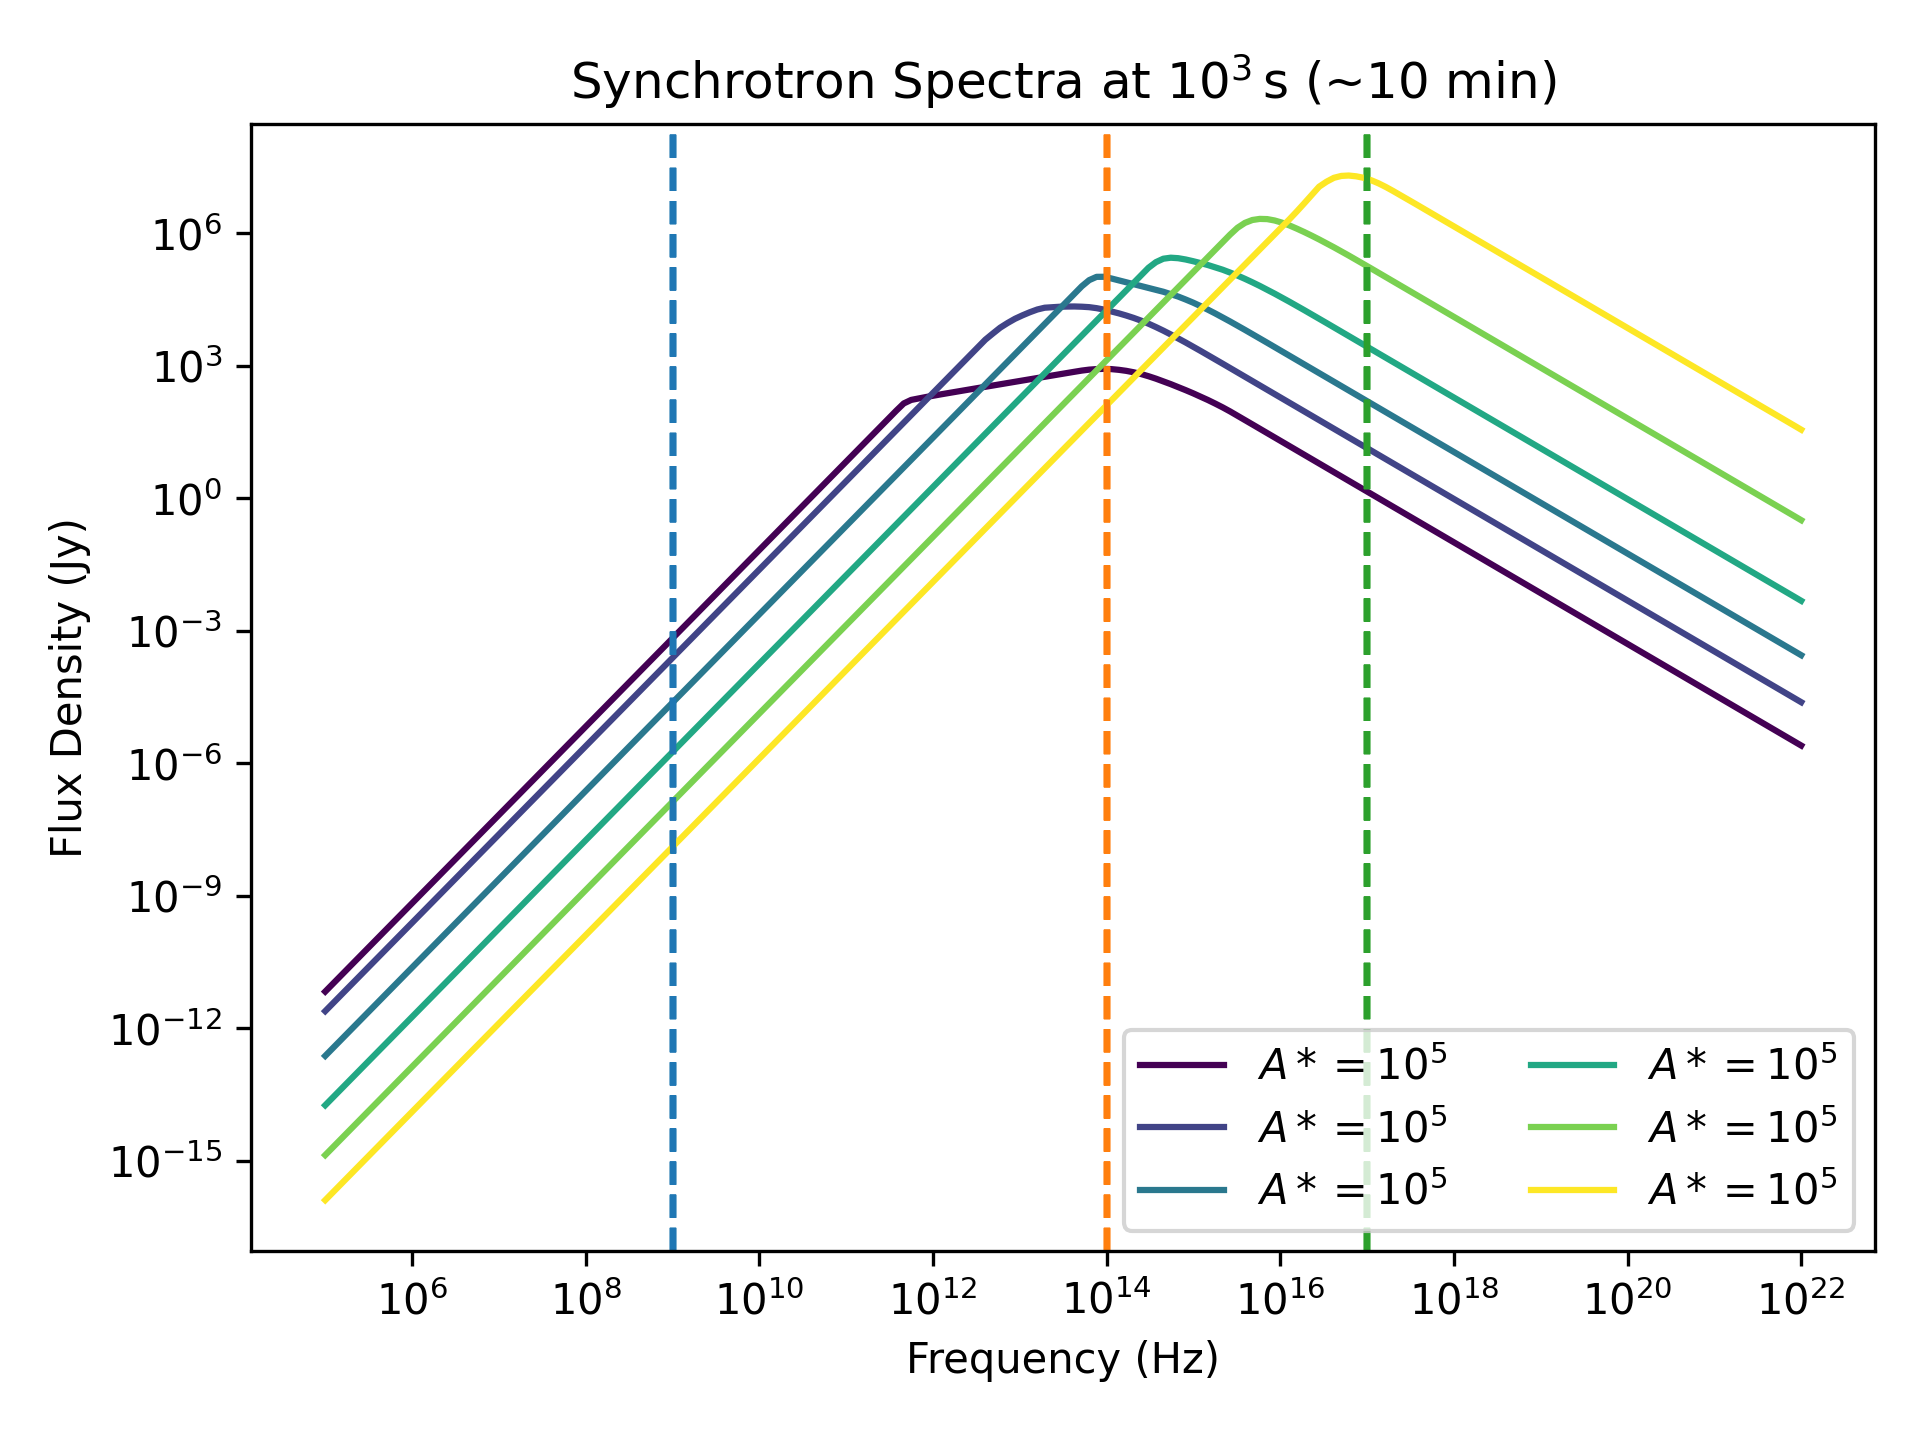 Synchrotron Spectra at 10³ s (~10 min)
Flux Density (Jy)
10⁶
10³
10⁰
10⁻³
10⁻⁶
10⁻⁹
10⁻¹²
10⁻¹⁵
A* = 10⁵
A* = 10⁵
A* = 10⁵
A* = 10⁵
A* = 10⁵
A* = 10⁵
10⁶ 10⁸ 10¹⁰ 10¹² 10¹⁴ 10¹⁶ 10¹⁸ 10²⁰ 10²²
Frequency (Hz)